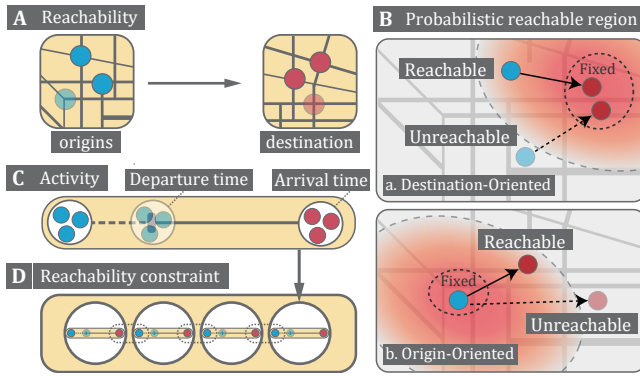 A Reachability
origins
destination
B Probabilistic reachable region
Reachable
Fixed
Unreachable
a. Destination-Oriented
Reachable
Fixed
Unreachable
b. Origin-Oriented
C Activity
Departure time
Arrival time
D Reachability constraint